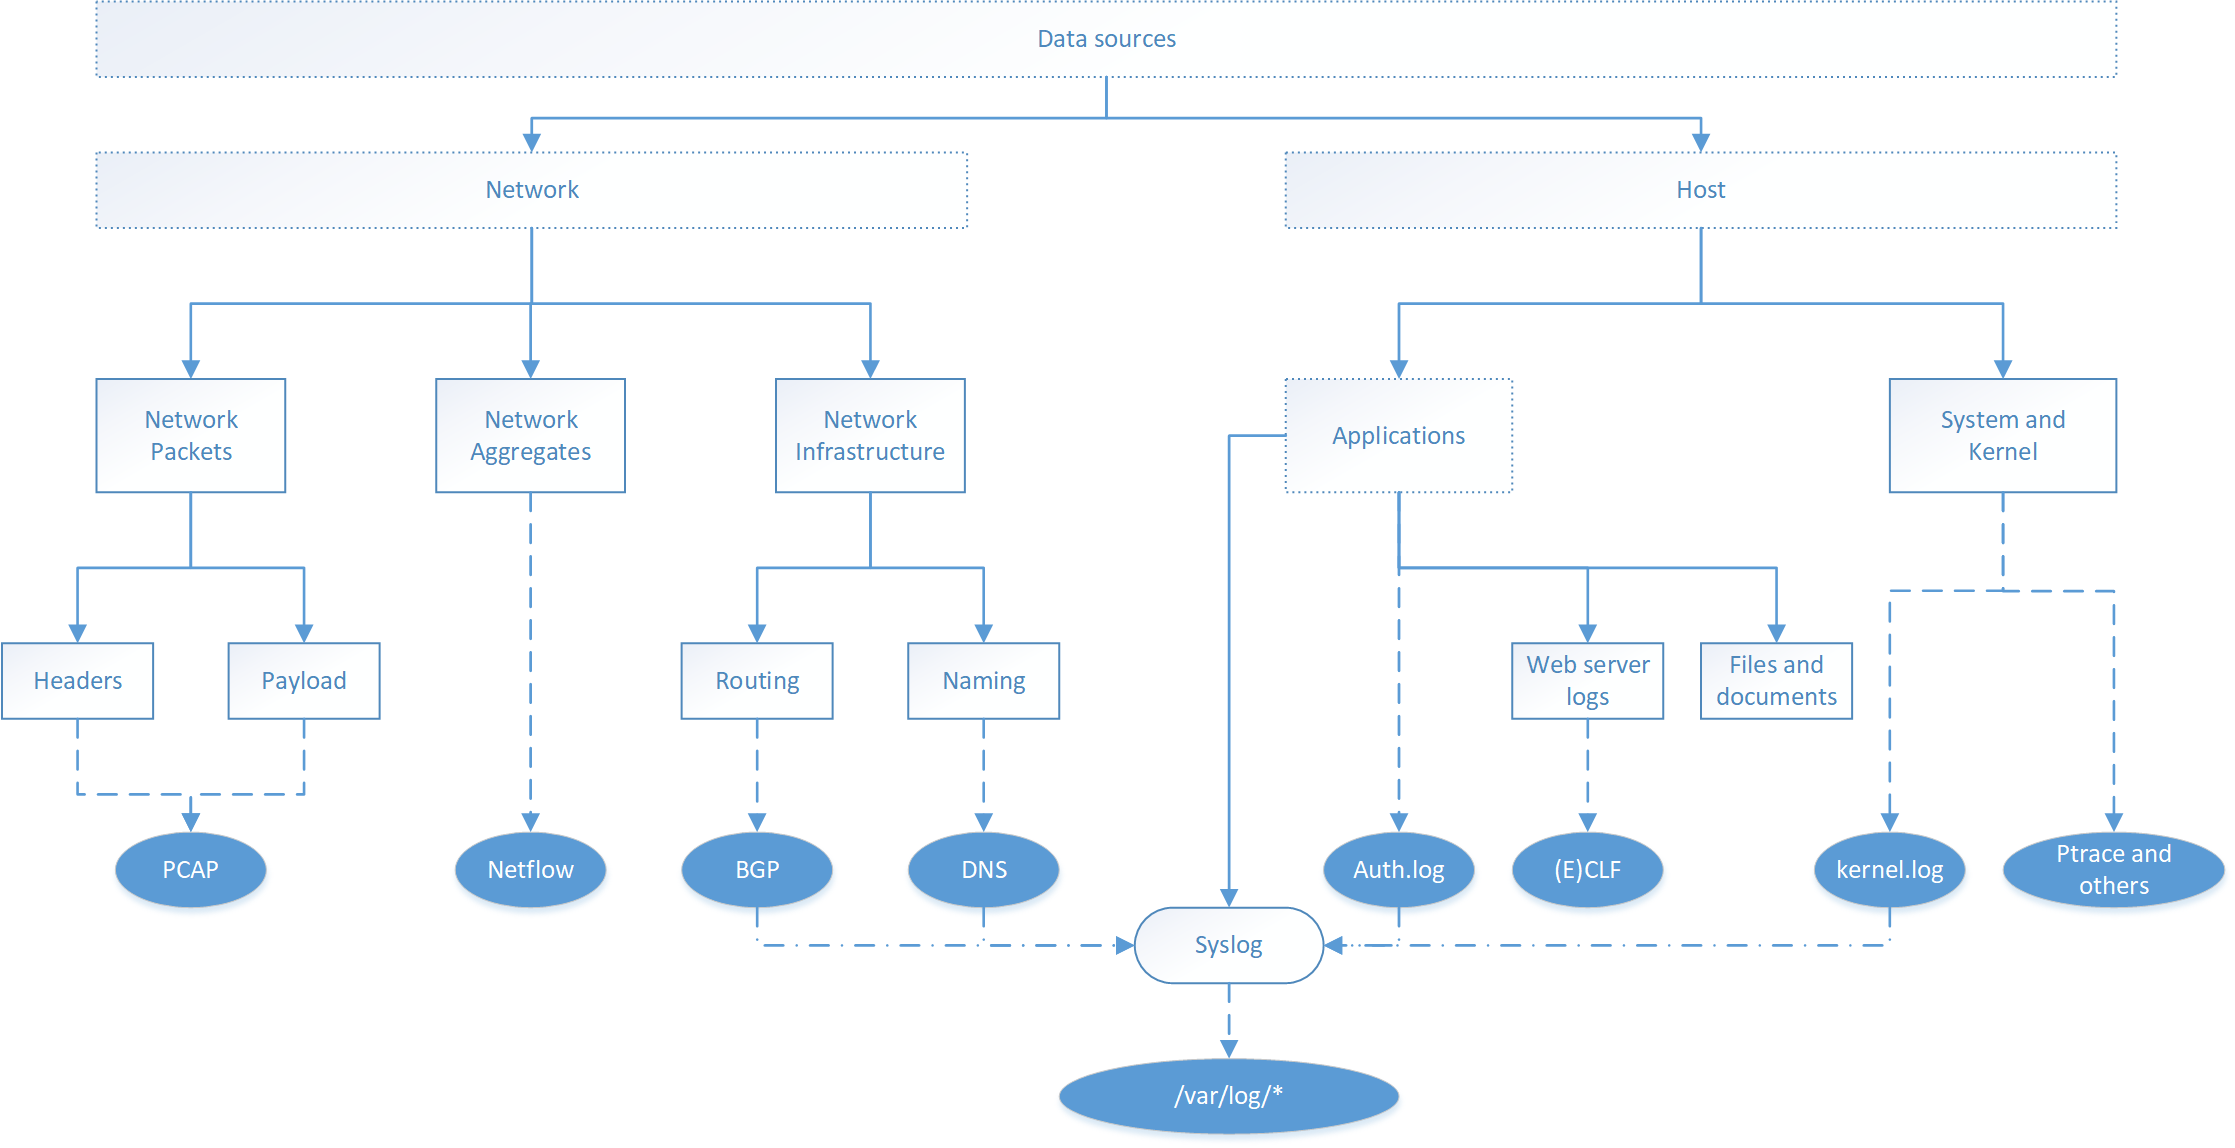 Data sources
Network
Host
Network
Packets
Network
Aggregates
Network
Infrastructure
Applications
System and
Kernel
Headers
Payload
Routing
Naming
Web server
logs
Files and
documents
PCAP
Netflow
BGP
DNS
Auth.log
(E)CLF
kernel.log
Ptrace and
others
Syslog
/var/log/*